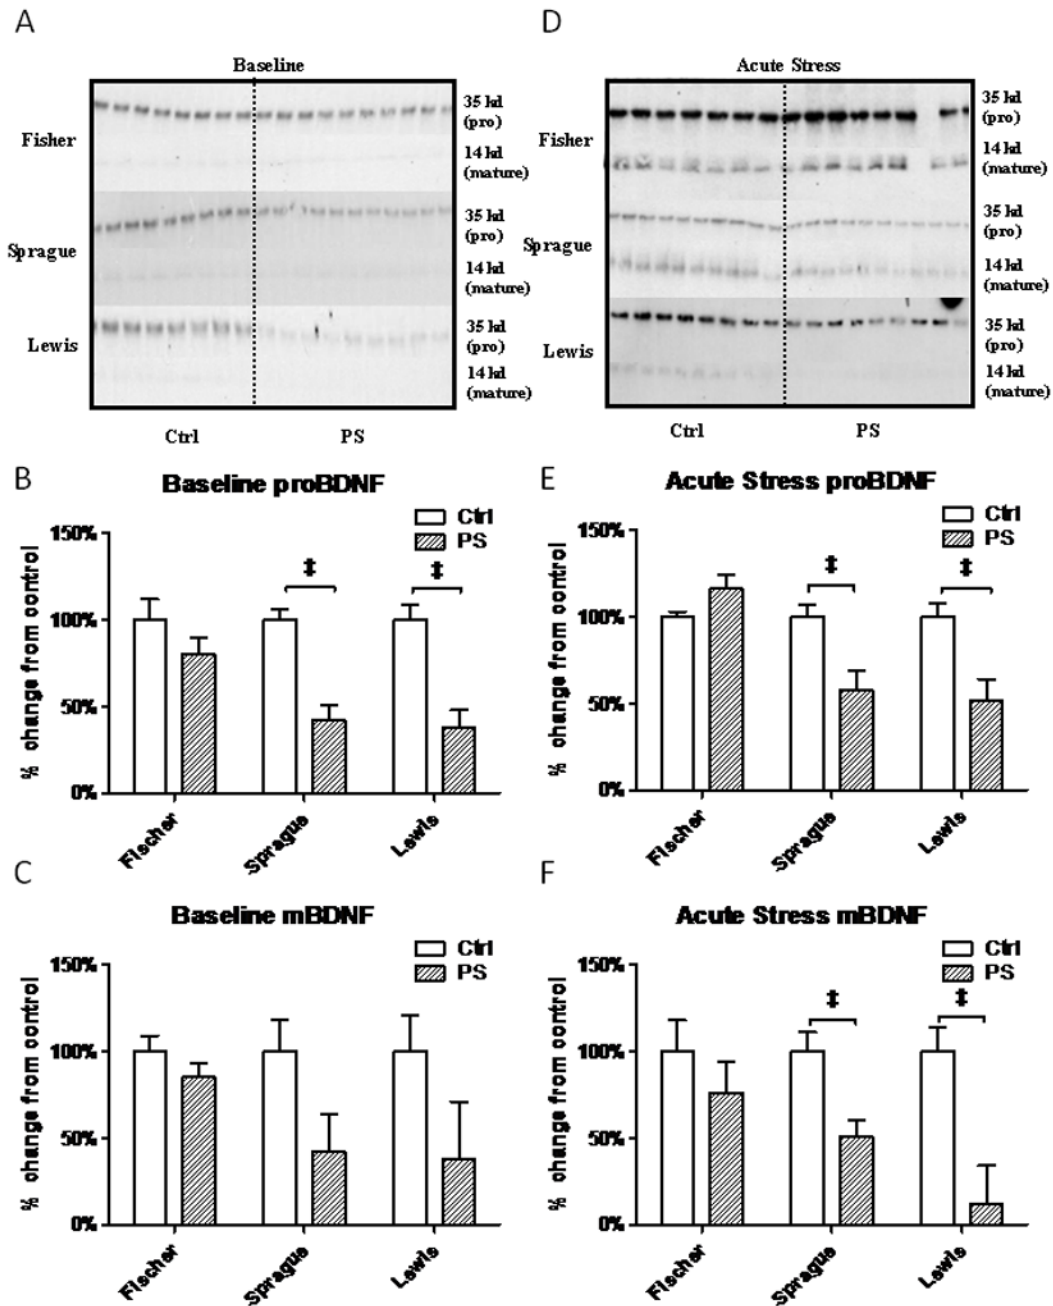 A
Baseline
Fisher
35 kd
(pro)
14 kd
(mature)
Sprague
35 kd
(pro)
14 kd
(mature)
Lewis
35 kd
(pro)
14 kd
(mature)
Ctrl PS
D
Acute Stress
Fisher
35 kd
(pro)
14 kd
(mature)
Sprague
35 kd
(pro)
14 kd
(mature)
Lewis
35 kd
(pro)
14 kd
(mature)
Ctrl PS
B
Baseline proBDNF
Ctrl
PS
% change from control
150%
100%
50%
0%
‡ ‡
Fischer Sprague Lewis
E
Acute Stress proBDNF
Ctrl
PS
% change from control
150%
100%
50%
0%
‡ ‡
Fischer Sprague Lewis
C
Baseline mBDNF
Ctrl
PS
% change from control
150%
100%
50%
0%
Fischer Sprague Lewis
F
Acute Stress mBDNF
Ctrl
PS
% change from control
150%
100%
50%
0%
‡ ‡
Fischer Sprague Lewis